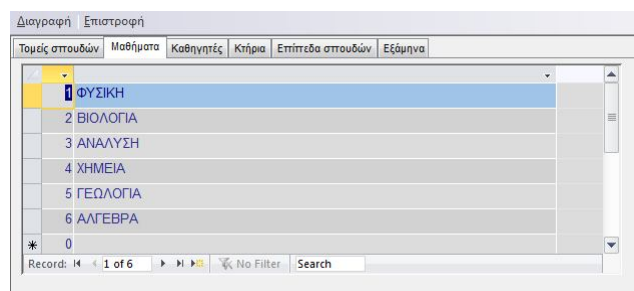 Διαγραφή Επιστροφή
Τομείς σπουδών Μαθήματα Καθηγητές Κτήρια Επίπεδα σπουδών Εξάμηνα
1 ΦΥΣΙΚΗ
2 ΒΙΟΛΟΓΙΑ
3 ΑΝΑΛΥΣΗ
4 ΧΗΜΕΙΑ
5 ΓΕΩΛΟΓΙΑ
6 ΑΛΓΕΒΡΑ
* 0
Record: 1 of 6 No Filter Search